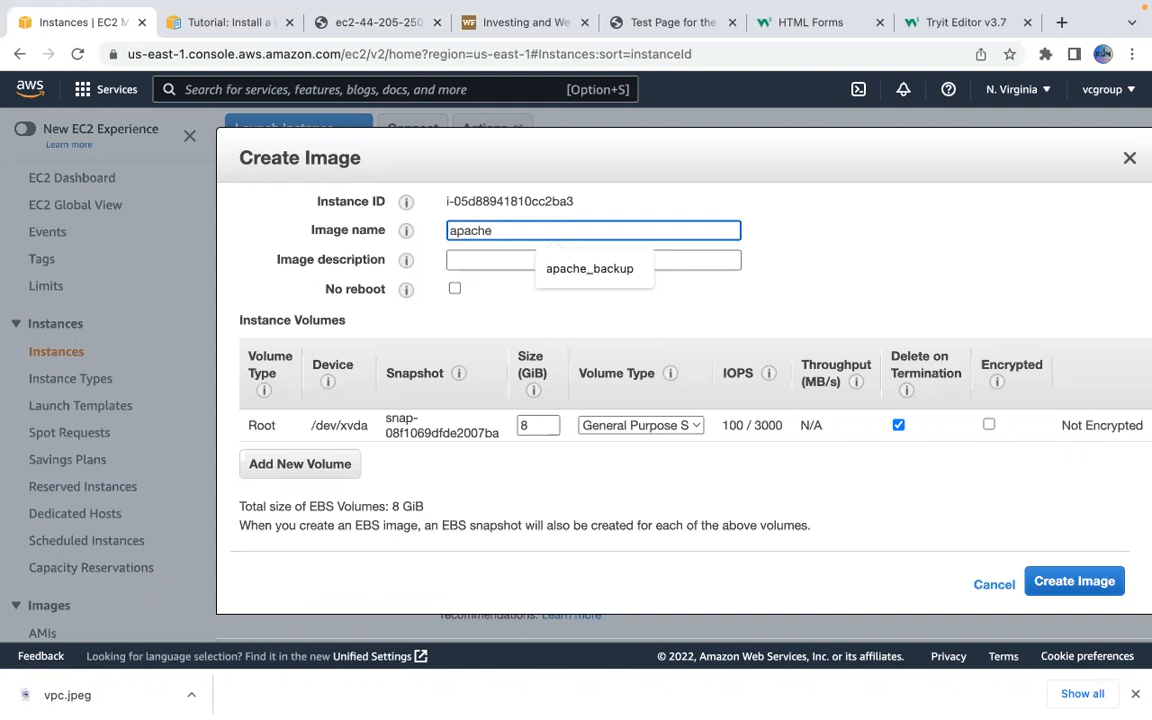 Instances | EC2 M
Tutorial: Install a L
ec2-44-205-250
Investing and We
Test Page for the
HTML Forms
Tryit Editor v3.7
us-east-1.console.aws.amazon.com/ec2/v2/home?region=us-east-1#Instances:sort=instanceId
aws
Services
Search for services, features, blogs, docs, and more
[Option+S]
N. Virginia
vcgroup
New EC2 Experience
Learn more
EC2 Dashboard
EC2 Global View
Events
Tags
Limits
Instances
Instances
Instance Types
Launch Templates
Spot Requests
Savings Plans
Reserved Instances
Dedicated Hosts
Scheduled Instances
Capacity Reservations
Images
AMIs
Launch Instance
Connect
Actions
Create Image
Instance ID
i-05d88941810cc2ba3
Image name
apache
Image description
apache_backup
No reboot
Instance Volumes
Volume Type
Device
Snapshot
Size (GiB)
Volume Type
IOPS
Throughput (MB/s)
Delete on Termination
Encrypted
Root
/dev/xvda
snap-
08f1069dfde2007ba
8
General Purpose S
100 / 3000
N/A
Not Encrypted
Add New Volume
Total size of EBS Volumes: 8 GiB
When you create an EBS image, an EBS snapshot will also be created for each of the above volumes.
Cancel
Create Image
recommendations. Learn more
Feedback
Looking for language selection? Find it in the new Unified Settings
© 2022, Amazon Web Services, Inc. or its affiliates.
Privacy
Terms
Cookie preferences
vpc.jpeg
Show all